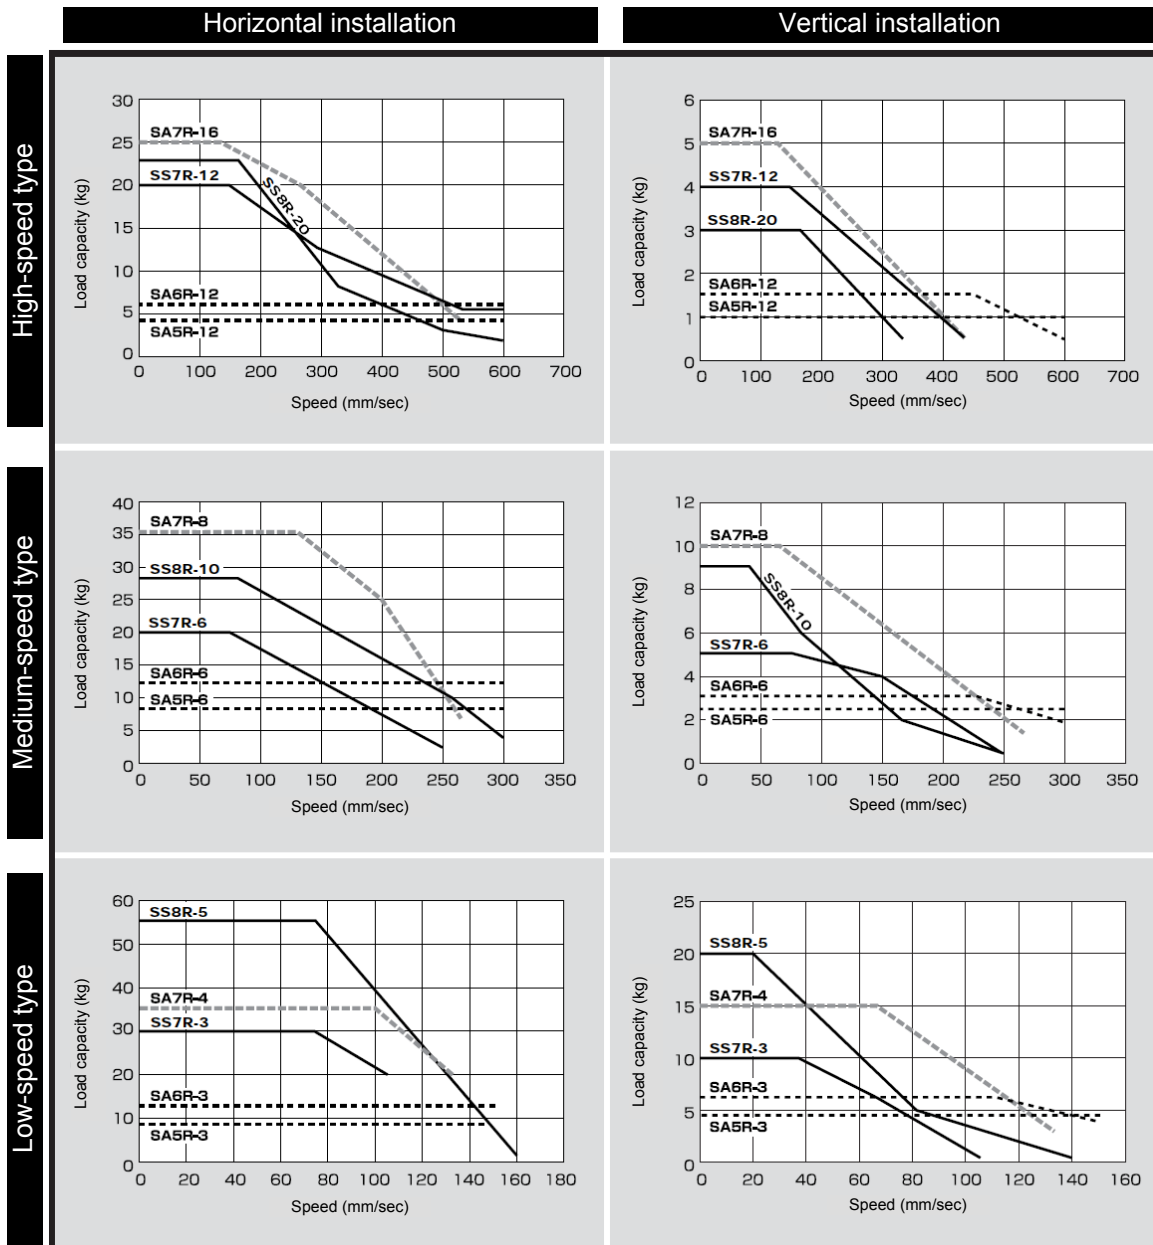 Horizontal installation
Vertical installation
High-speed type
30
25
20
15
10
5
0
Load capacity (kg)
SA7R-16
SS7R-12
SS8R-20
SA6R-12
SA5R-12
0 100 200 300 400 500 600 700
Speed (mm/sec)
6
5
4
3
2
1
0
Load capacity (kg)
SA7R-16
SS7R-12
SS8R-20
SA6R-12
SA5R-12
0 100 200 300 400 500 600 700
Speed (mm/sec)
Medium-speed type
40
35
30
25
20
15
10
5
0
Load capacity (kg)
SA7R-8
SS8R-10
SS7R-6
SA6R-6
SA5R-6
0 50 100 150 200 250 300 350
Speed (mm/sec)
12
10
8
6
4
2
0
Load capacity (kg)
SA7R-8
SS8R-10
SS7R-6
SA6R-6
SA5R-6
0 50 100 150 200 250 300 350
Speed (mm/sec)
Low-speed type
60
50
40
30
20
10
0
Load capacity (kg)
SS8R-5
SA7R-4
SS7R-3
SA6R-3
SA5R-3
0 20 40 60 80 100 120 140 160 180
Speed (mm/sec)
25
20
15
10
5
0
Load capacity (kg)
SS8R-5
SA7R-4
SS7R-3
SA6R-3
SA5R-3
0 20 40 60 80 100 120 140 160
Speed (mm/sec)